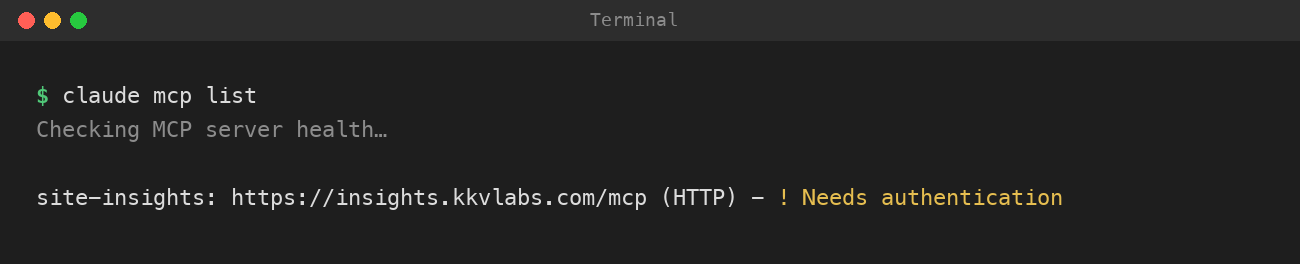 Terminal
$ claude mcp list
Checking MCP server health…
site-insights: https://insights.kkvlabs.com/mcp (HTTP) - ! Needs authentication